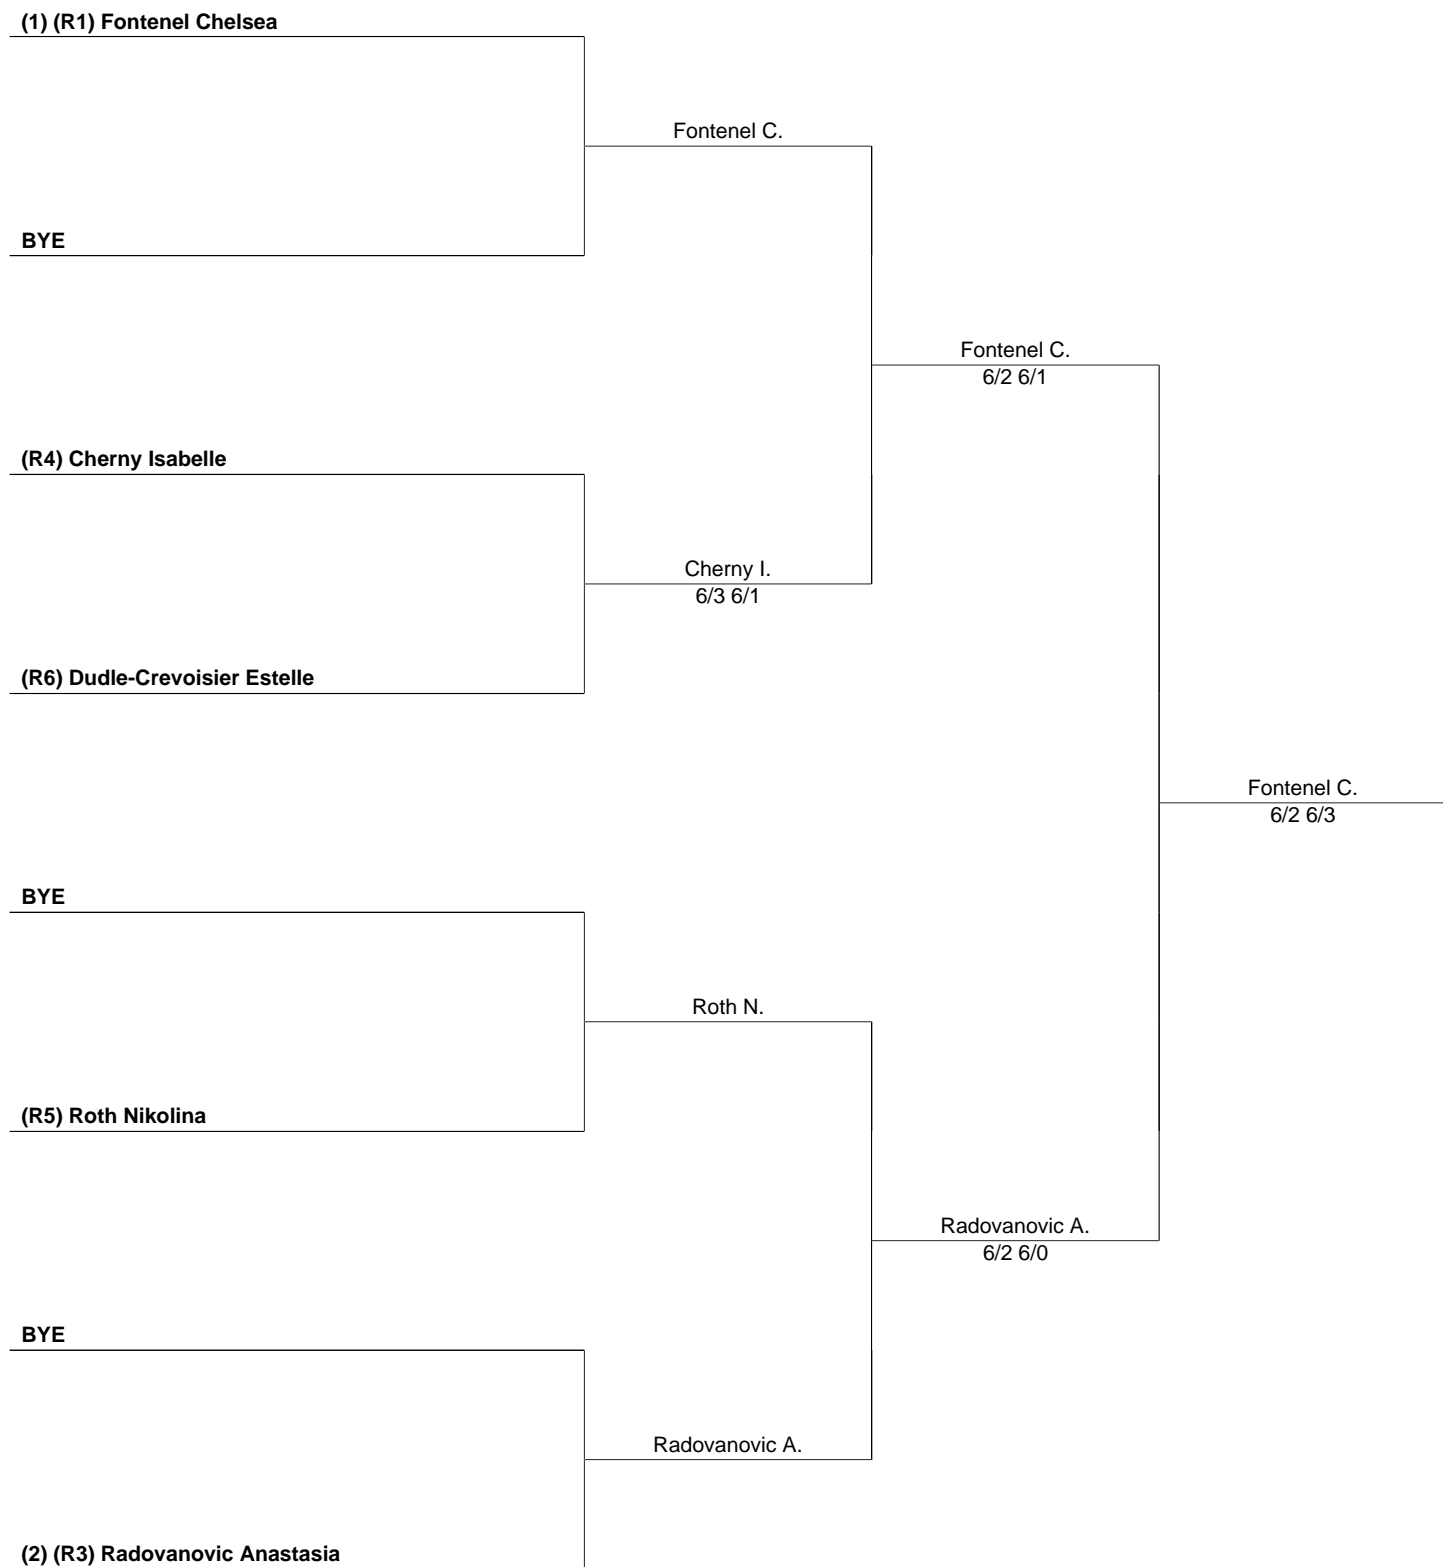 (1) (R1) Fontenel Chelsea
Fontenel C.
BYE
Fontenel C.
6/2 6/1
(R4) Cherny Isabelle
Cherny I.
6/3 6/1
(R6) Dudle-Crevoisier Estelle
Fontenel C.
6/2 6/3
BYE
Roth N.
(R5) Roth Nikolina
Radovanovic A.
6/2 6/0
BYE
Radovanovic A.
(2) (R3) Radovanovic Anastasia